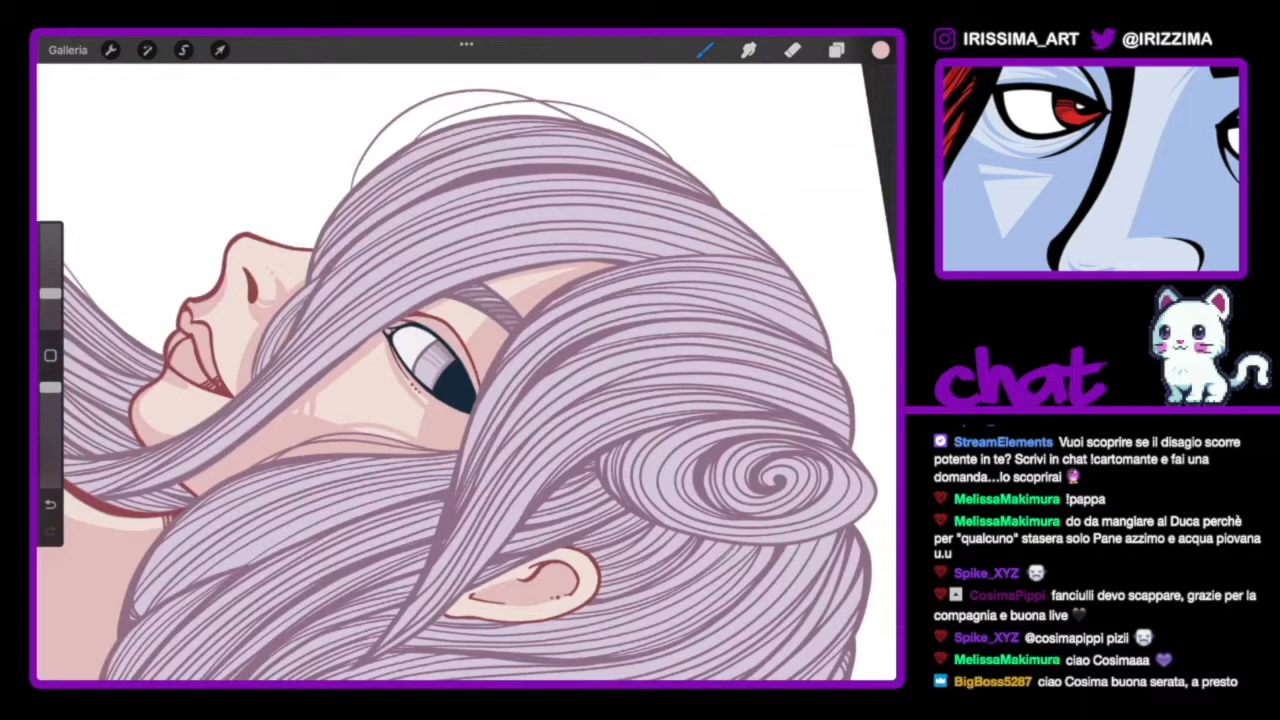 Galleria
IRISSIMA_ART @IRIZZIMA
chat
StreamElements Vuoi scoprire se il disagio scorre
potente in te? Scrivi in chat !cartomante e fai una
domanda...lo scoprirai
MelissaMakimura !pappa
MelissaMakimura do da mangiare al Duca perchè
per "qualcuno" stasera solo Pane azzimo e acqua piovana
u.u
Spike_XYZ
CosimaPippi fanciulli devo scappare, grazie per la
compagnia e buona live
Spike_XYZ @cosimapippi pizli
MelissaMakimura ciao Cosimaaa
BigBoss5287 ciao Cosima buona serata, a presto